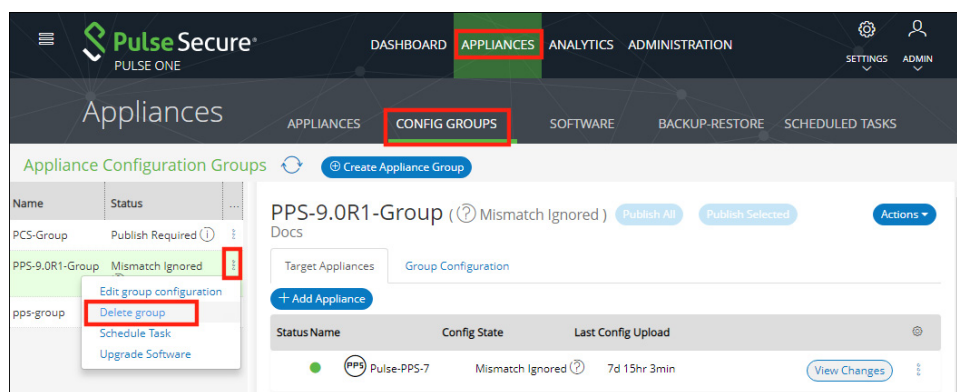 Pulse Secure®
PULSE ONE
DASHBOARD APPLIANCES ANALYTICS ADMINISTRATION
SETTINGS ADMIN
Appliances
APPLIANCES CONFIG GROUPS SOFTWARE BACKUP-RESTORE SCHEDULED TASKS
Appliance Configuration Groups Create Appliance Group
Name Status ...
PCS-Group Publish Required
PPS-9.0R1-Group Mismatch Ignored
pps-group
Edit group configuration
Delete group
Schedule Task
Upgrade Software
PPS-9.0R1-Group ( ? Mismatch Ignored ) Publish All Publish Selected Actions
Docs
Target Appliances Group Configuration
+ Add Appliance
Status Name Config State Last Config Upload
PPS Pulse-PPS-7 Mismatch Ignored ? 7d 15hr 3min View Changes